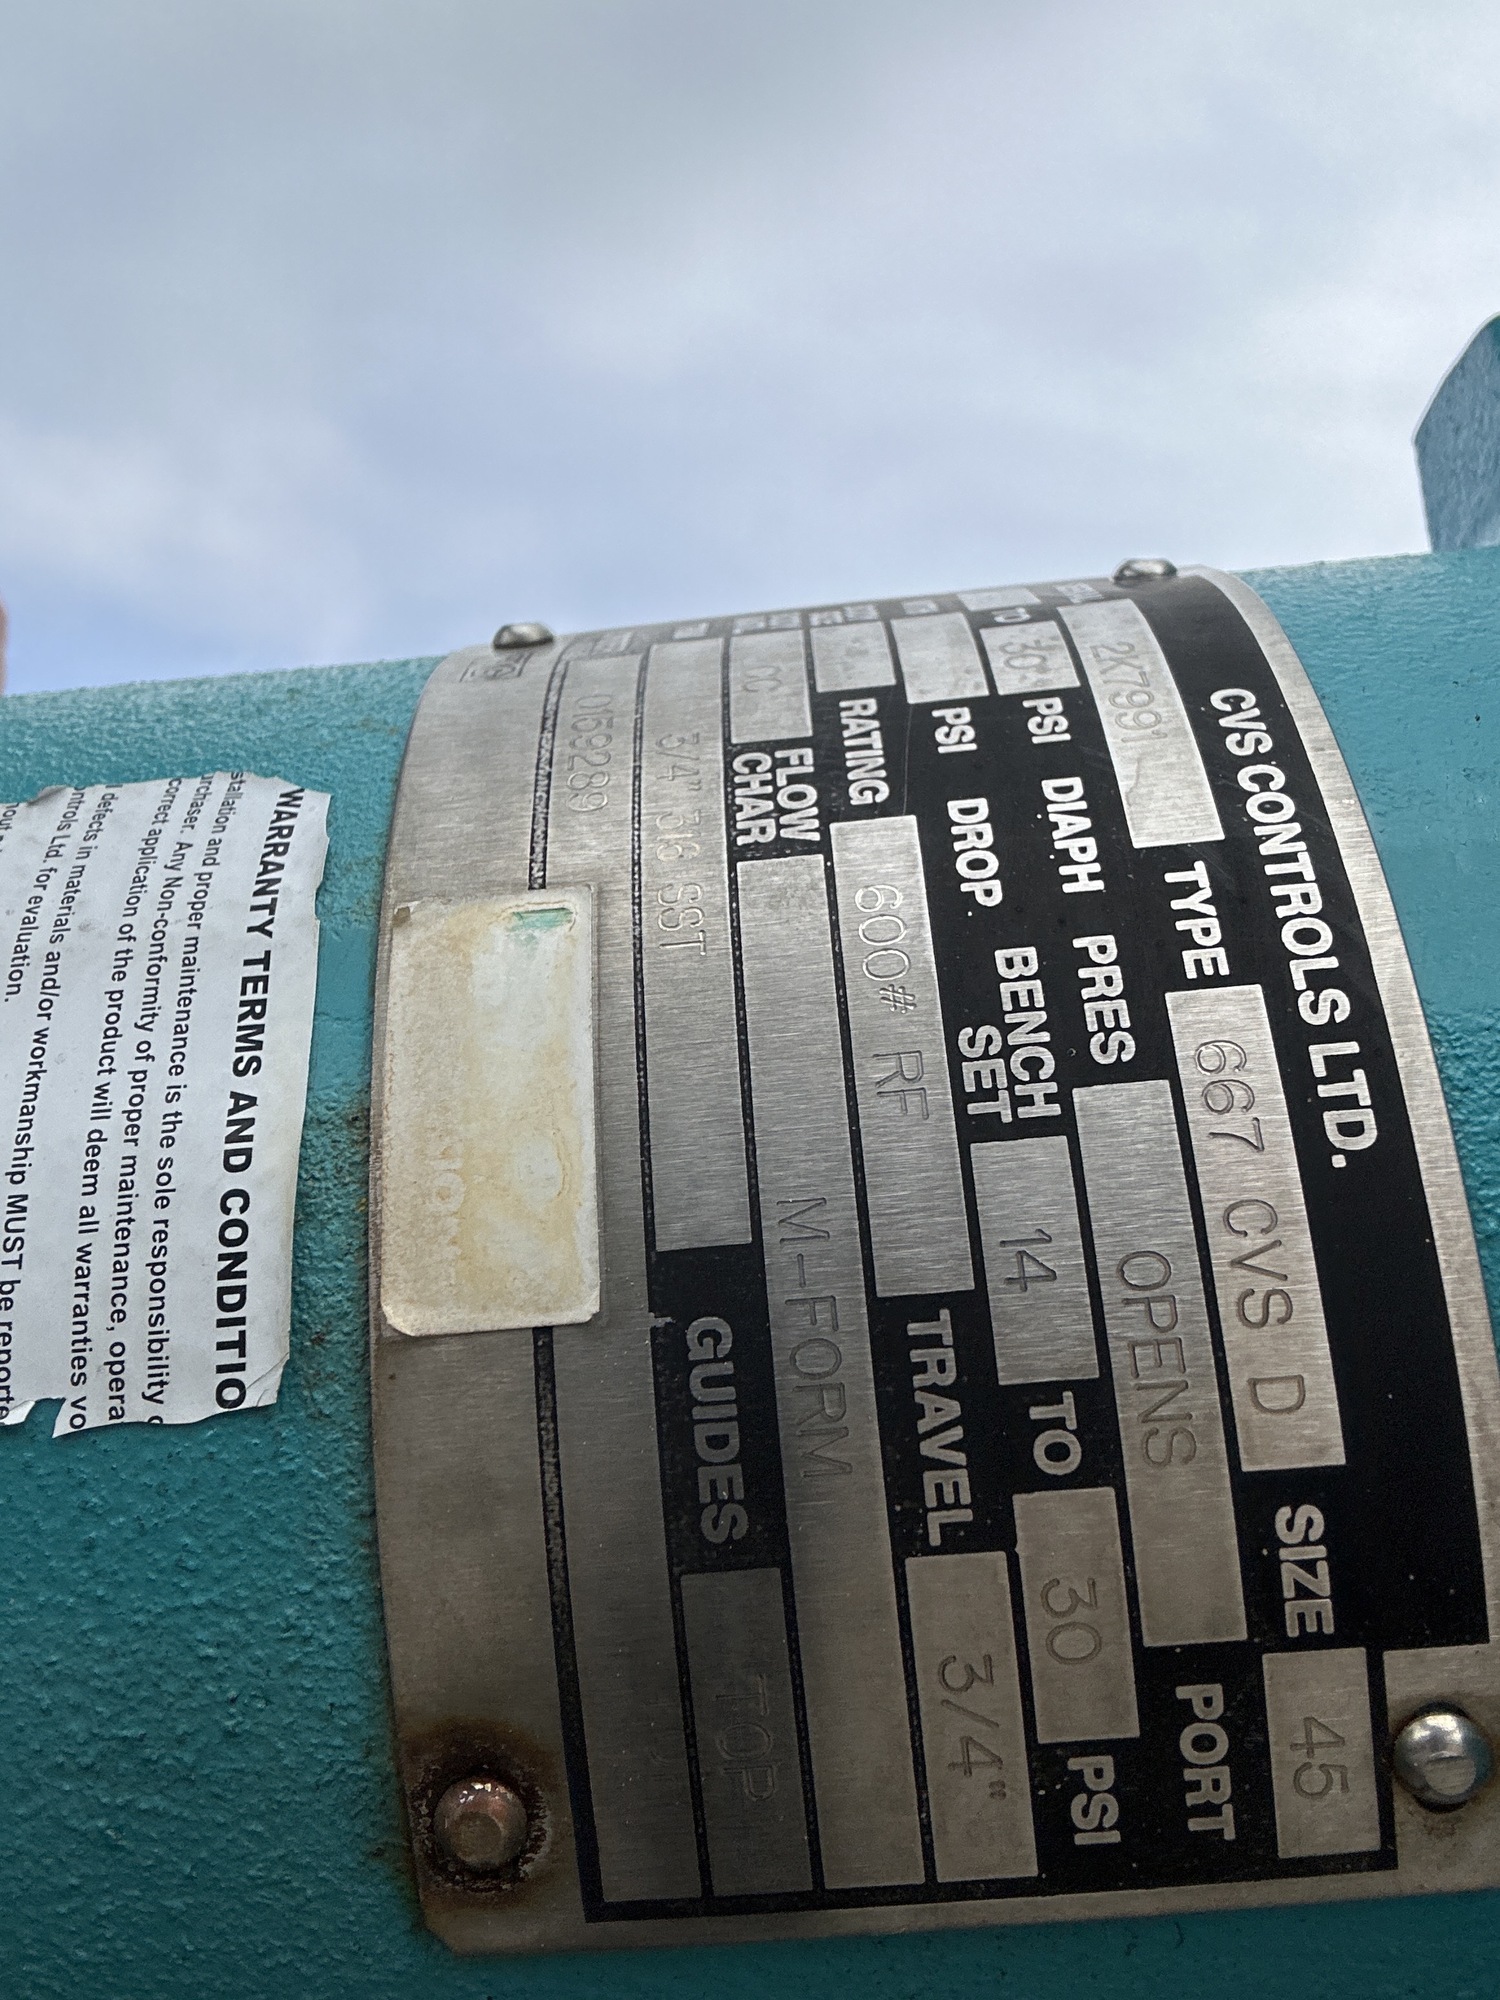 CVS CONTROLS LTD.
2K7991 TYPE 667 CVS D SIZE 45
TO 30 PSI DIAPH PRES OPENS PORT
PSI DROP BENCH SET 14 TO 30 PSI
RATING 600# RF TRAVEL 3/4"
FLOW CHAR M-FORM
3/4" 316 SST GUIDES TOP
0592289
WARRANTY TERMS AND CONDITIO
stallation and proper maintenance is the sole responsibility
urchaser. Any Non-conformity of proper maintenance, opera
correct application of the product will deem all warranties vo
defects in materials and/or workmanship MUST be reporte
ntrols Ltd. for evaluation.